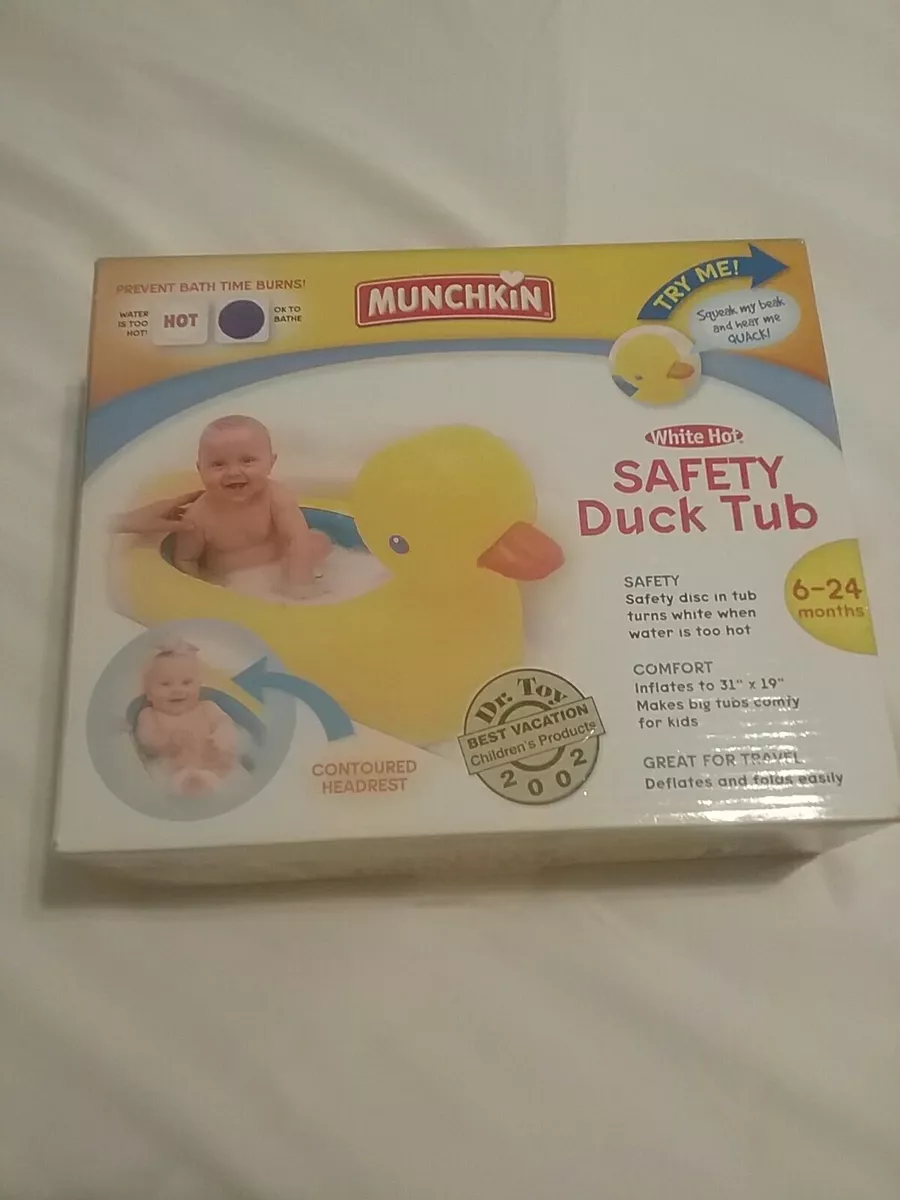 PREVENT BATH TIME BURNS!
WATER
IS TOO
HOT!
HOT
OK TO
BATHE
MUNCHKIN
TRY ME!
Squeak my beak
and hear me
QUACK!
White Hot
SAFETY
Duck Tub
6-24
months
SAFETY
Safety disc in tub
turns white when
water is too hot
COMFORT
Inflates to 31" x 19"
Makes big tubs comfy
for kids
GREAT FOR TRAVEL
Deflates and folds easily
CONTOURED
HEADREST
Dr. Toy
BEST VACATION
Children's Products
2002